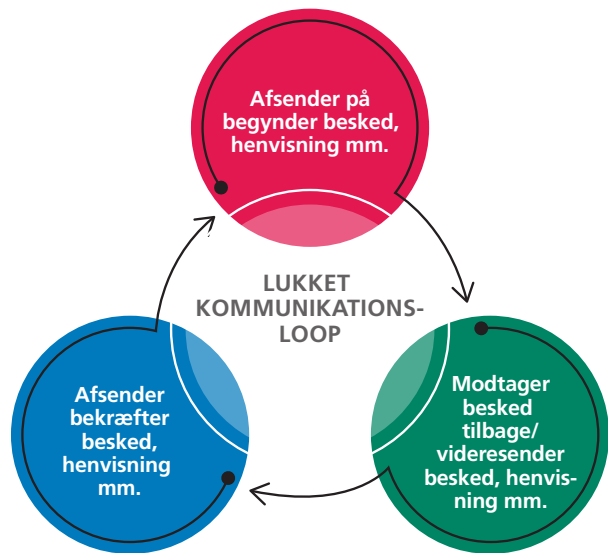 Afsender på
begynder besked,
henvisning mm.
LUKKET
KOMMUNIKATIONS-
LOOP
Afsender
bekræfter
besked,
henvisning
mm.
Modtager
besked
tilbage/
videresender
besked, henvis-
ning mm.